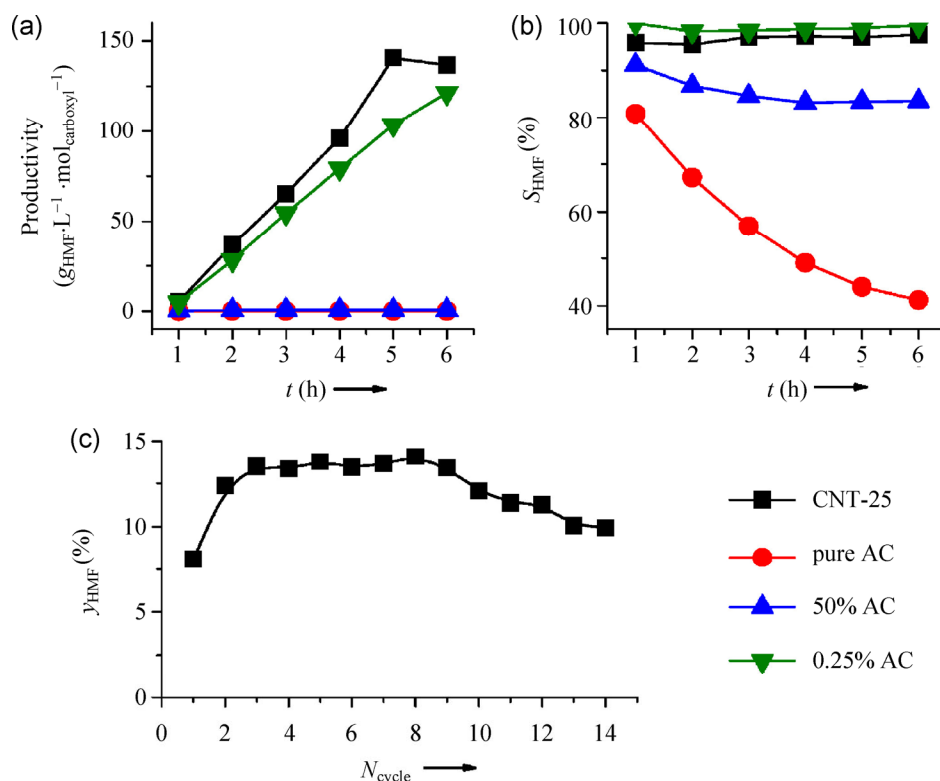 (a)
150
100
50
0
Productivity
(gHMF·L−1 ·molcarboxyl−1)
1 2 3 4 5 6
t (h)
(b)
100
80
60
40
SHMF (%)
1 2 3 4 5 6
t (h)
(c)
15
10
5
0
yHMF (%)
0 2 4 6 8 10 12 14
Ncycle
CNT-25
pure AC
50% AC
0.25% AC